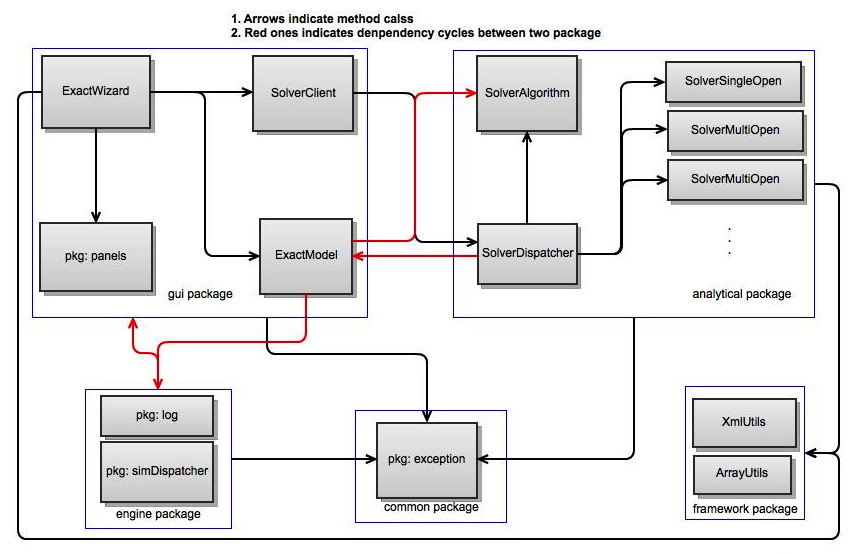 1. Arrows indicate method calss
2. Red ones indicates denpendency cycles between two package
ExactWizard
SolverClient
pkg: panels
ExactModel
gui package
SolverAlgorithm
SolverSingleOpen
SolverMultiOpen
SolverMultiOpen
SolverDispatcher
analytical package
pkg: log
pkg: simDispatcher
engine package
pkg: exception
common package
XmlUtils
ArrayUtils
framework package